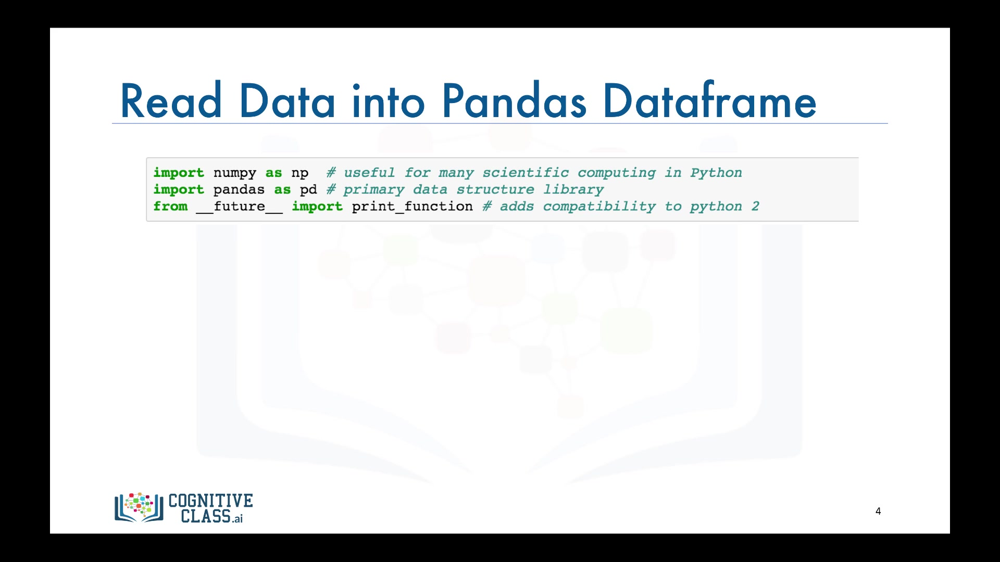 Read Data into Pandas Dataframe
import numpy as np  # useful for many scientific computing in Python
import pandas as pd # primary data structure library
from __future__ import print_function # adds compatibility to python 2
COGNITIVE
CLASS.ai
4